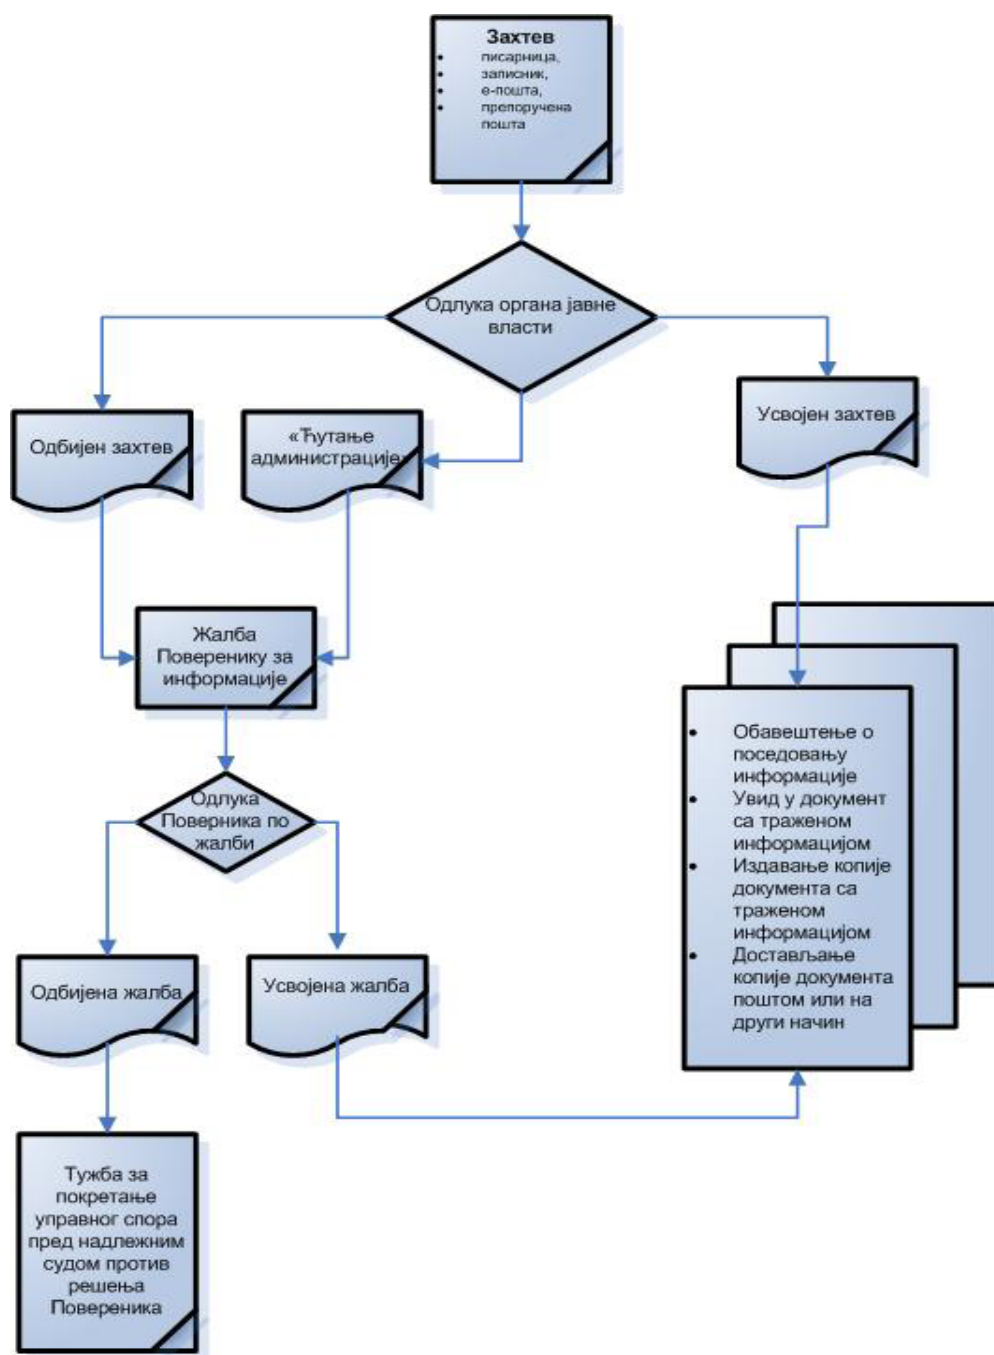 Захтев
• писарница,
• записник,
• е-пошта,
• препоручена
пошта
Одлука органа јавне
власти
Одбијен захтев
«Ћутање
администрације
Усвојен захтев
Жалба
Поверенику за
информације
Одлука
Поверника по
жалби
Одбијена жалба
Усвојена жалба
• Обавештење о
поседовању
информације
• Увид у документ
са траженом
информацијом
• Издавање копије
документа са
траженом
информацијом
• Достављање
копије документа
поштом или на
други начин
Тужба за
покретање
управног спора
пред надлежним
судом против
решења
Повереника